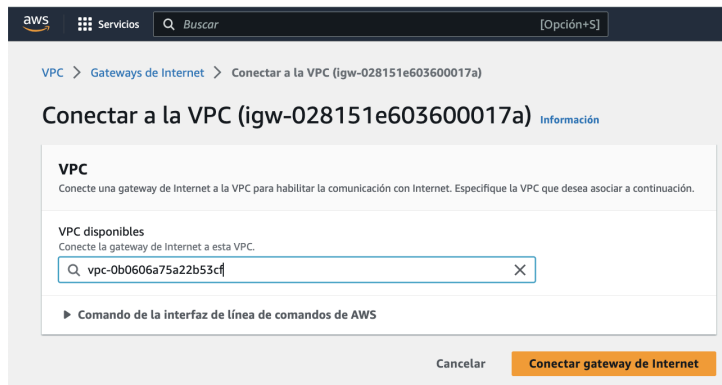 aws Servicios Buscar [Opción+S]
VPC > Gateways de Internet > Conectar a la VPC (igw-028151e603600017a)
Conectar a la VPC (igw-028151e603600017a) Información
VPC
Conecte una gateway de Internet a la VPC para habilitar la comunicación con Internet. Especifique la VPC que desea asociar a continuación.
VPC disponibles
Conecte la gateway de Internet a esta VPC.
vpc-0b0606a75a22b53cf
Comando de la interfaz de línea de comandos de AWS
Cancelar Conectar gateway de Internet